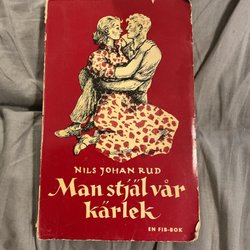 NILS JOHAN RUD
Man stjäl vår
kärlek
EN FIB-BOK